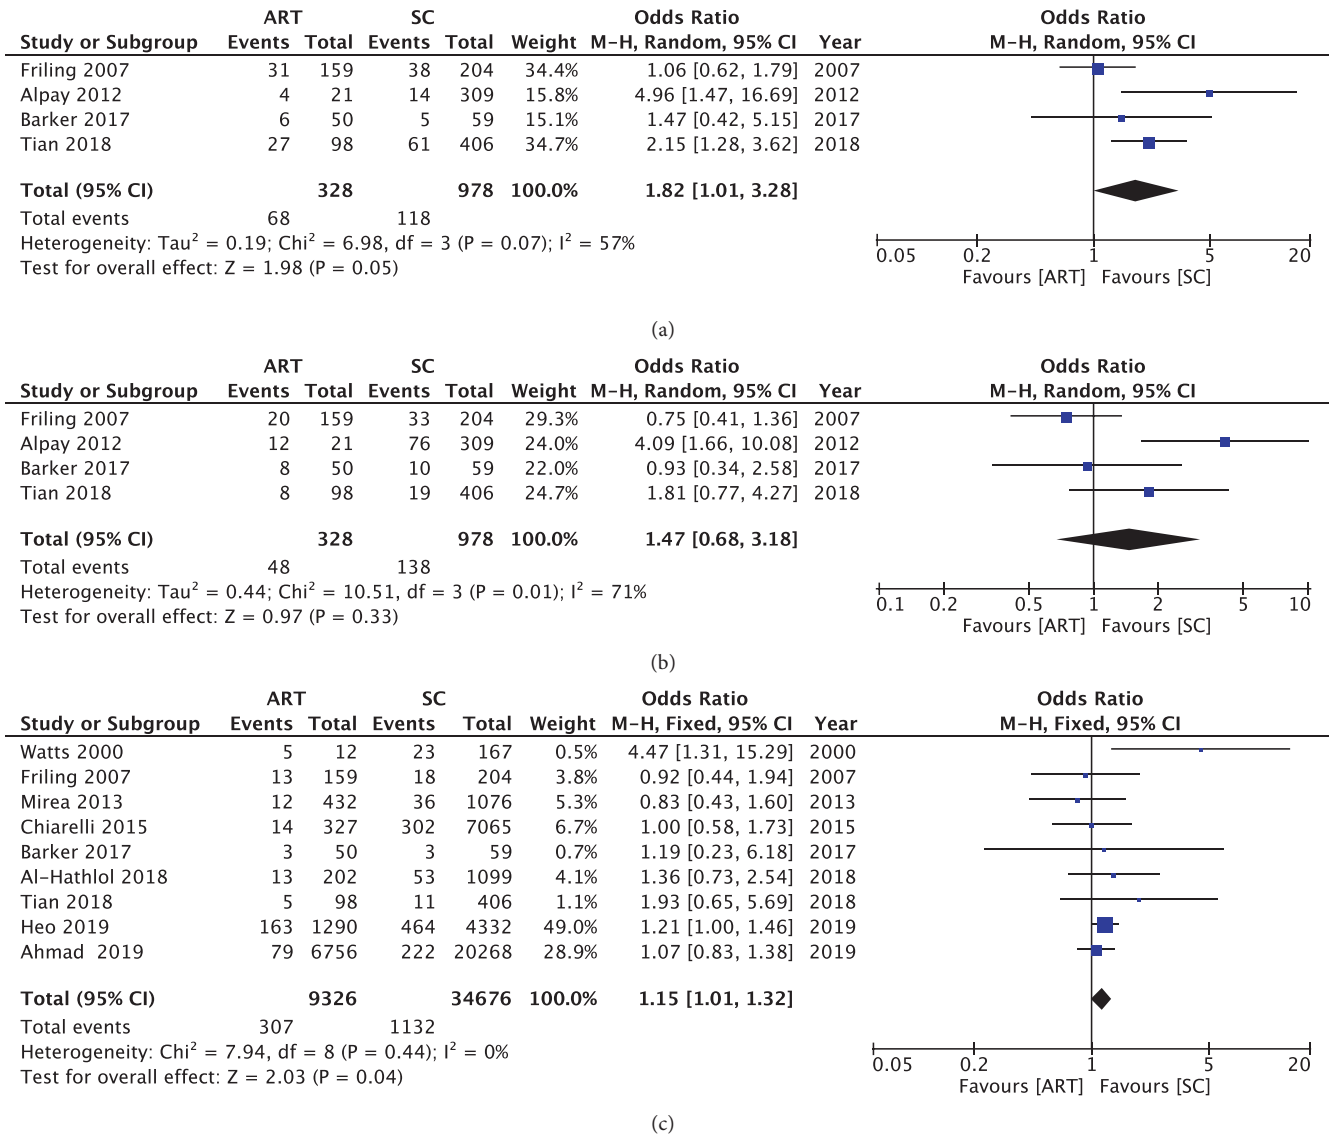 ART SC Odds Ratio Odds Ratio
Study or Subgroup Events Total Events Total Weight M-H, Random, 95% CI Year M-H, Random, 95% CI
Friling 2007 31 159 38 204 34.4% 1.06 [0.62, 1.79] 2007
Alpay 2012 4 21 14 309 15.8% 4.96 [1.47, 16.69] 2012
Barker 2017 6 50 5 59 15.1% 1.47 [0.42, 5.15] 2017
Tian 2018 27 98 61 406 34.7% 2.15 [1.28, 3.62] 2018
Total (95% CI) 328 978 100.0% 1.82 [1.01, 3.28]
Total events 68 118
Heterogeneity: Tau² = 0.19; Chi² = 6.98, df = 3 (P = 0.07); I² = 57%
Test for overall effect: Z = 1.98 (P = 0.05)
0.05 0.2 1 5 20
Favours [ART] Favours [SC]
(a)
ART SC Odds Ratio Odds Ratio
Study or Subgroup Events Total Events Total Weight M-H, Random, 95% CI Year M-H, Random, 95% CI
Friling 2007 20 159 33 204 29.3% 0.75 [0.41, 1.36] 2007
Alpay 2012 12 21 76 309 24.0% 4.09 [1.66, 10.08] 2012
Barker 2017 8 50 10 59 22.0% 0.93 [0.34, 2.58] 2017
Tian 2018 8 98 19 406 24.7% 1.81 [0.77, 4.27] 2018
Total (95% CI) 328 978 100.0% 1.47 [0.68, 3.18]
Total events 48 138
Heterogeneity: Tau² = 0.44; Chi² = 10.51, df = 3 (P = 0.01); I² = 71%
Test for overall effect: Z = 0.97 (P = 0.33)
0.1 0.2 0.5 1 2 5 10
Favours [ART] Favours [SC]
(b)
ART SC Odds Ratio Odds Ratio
Study or Subgroup Events Total Events Total Weight M-H, Fixed, 95% CI Year M-H, Fixed, 95% CI
Watts 2000 5 12 23 167 0.5% 4.47 [1.31, 15.29] 2000
Friling 2007 13 159 18 204 3.8% 0.92 [0.44, 1.94] 2007
Mirea 2013 12 432 36 1076 5.3% 0.83 [0.43, 1.60] 2013
Chiarelli 2015 14 327 302 7065 6.7% 1.00 [0.58, 1.73] 2015
Barker 2017 3 50 3 59 0.7% 1.19 [0.23, 6.18] 2017
Al-Hathlol 2018 13 202 53 1099 4.1% 1.36 [0.73, 2.54] 2018
Tian 2018 5 98 11 406 1.1% 1.93 [0.65, 5.69] 2018
Heo 2019 163 1290 464 4332 49.0% 1.21 [1.00, 1.46] 2019
Ahmad 2019 79 6756 222 20268 28.9% 1.07 [0.83, 1.38] 2019
Total (95% CI) 9326 34676 100.0% 1.15 [1.01, 1.32]
Total events 307 1132
Heterogeneity: Chi² = 7.94, df = 8 (P = 0.44); I² = 0%
Test for overall effect: Z = 2.03 (P = 0.04)
0.05 0.2 1 5 20
Favours [ART] Favours [SC]
(c)